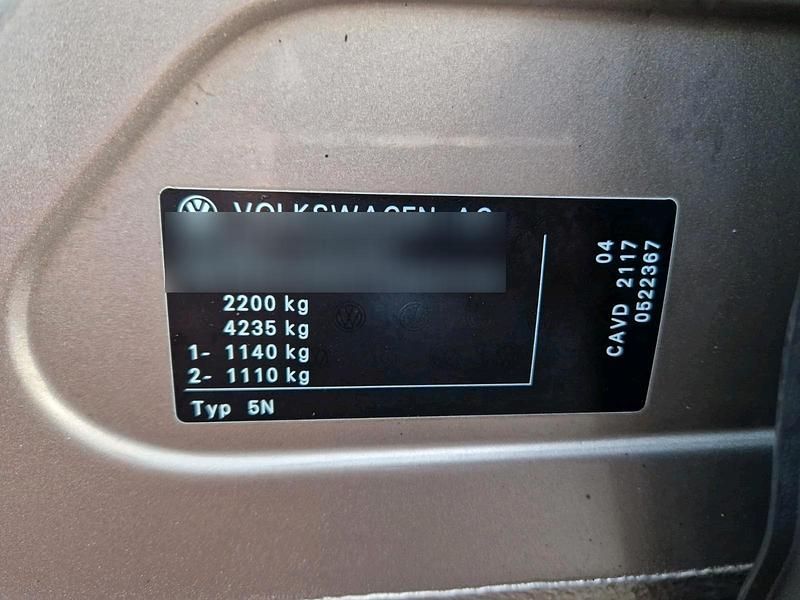 VOLKSWAGEN AG
2200 kg
4235 kg
1- 1140 kg
2- 1110 kg
Typ 5N
04
CAVD 2117
0522367